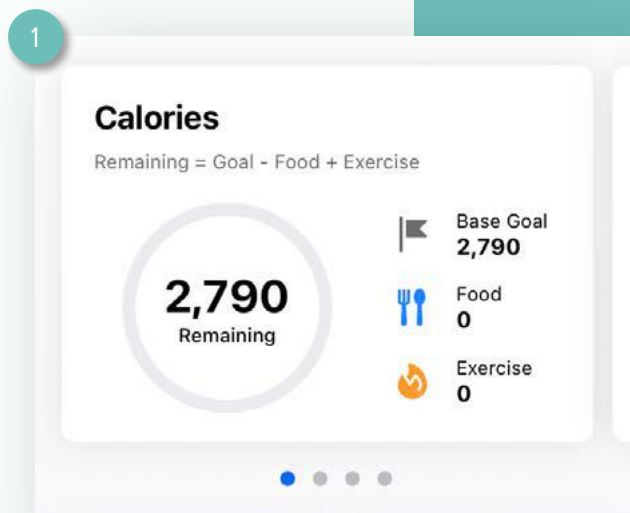 1
Calories
Remaining = Goal - Food + Exercise
2,790
Remaining
Base Goal
2,790
Food
0
Exercise
0